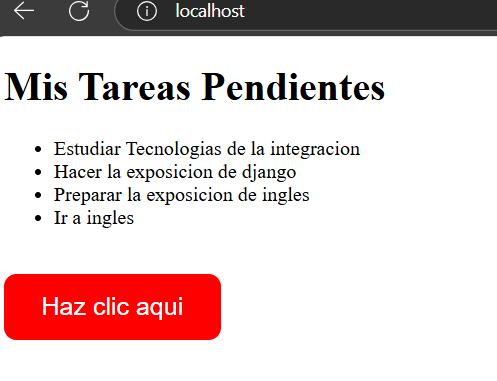 localhost
Mis Tareas Pendientes
Estudiar Tecnologias de la integracion
Hacer la exposicion de django
Preparar la exposicion de ingles
Ir a ingles
Haz clic aqui